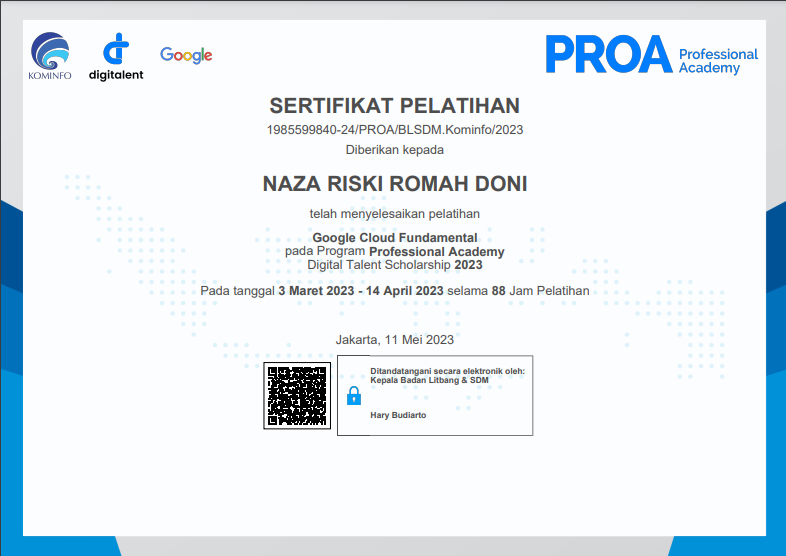 KOMINFO
digitalent
Google
PROA Professional
Academy
SERTIFIKAT PELATIHAN
1985599840-24/PROA/BLSDM.Kominfo/2023
Diberikan kepada
NAZA RISKI ROMAH DONI
telah menyelesaikan pelatihan
Google Cloud Fundamental
pada Program Professional Academy
Digital Talent Scholarship 2023
Pada tanggal 3 Maret 2023 - 14 April 2023 selama 88 Jam Pelatihan
Jakarta, 11 Mei 2023
Ditandatangani secara elektronik oleh:
Kepala Badan Litbang & SDM
Hary Budiarto